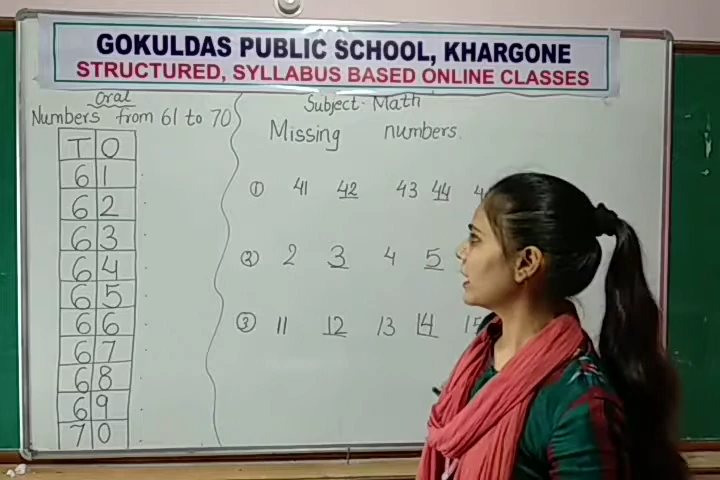 GOKULDAS PUBLIC SCHOOL, KHARGONE
STRUCTURED, SYLLABUS BASED ONLINE CLASSES
Oral
Numbers from 61 to 70
T O
6 1
6 2
6 3
6 4
6 5
6 6
6 7
6 8
6 9
7 0
Subject- Math
Missing numbers
① 41 42 43 44
② 2 3 4 5
③ 11 12 13 14 15